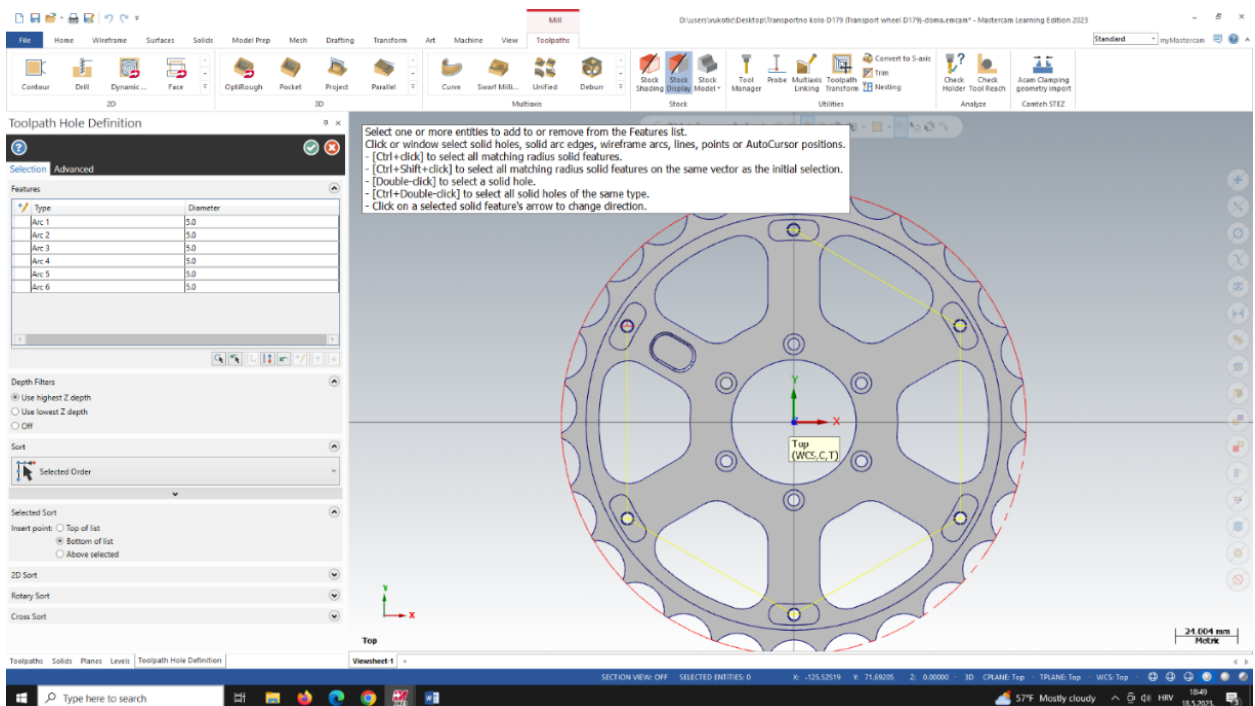 Mill
D:\users\vukotic\Desktop\Transportno kolo D179 (Transport wheel D179)-doma.emcam* - Mastercam Learning Edition 2023
File Home Wireframe Surfaces Solids Model Prep Mesh Drafting Transform Art Machine View Toolpaths
Standard myMastercam
Contour Drill Dynamic ... Face OptiRough Pocket Project Parallel Curve Swarf Milli... Unified Deburr Stock Shading Stock Display Stock Model Tool Manager Probe Multiaxis Linking Toolpath Transform Convert to 5-axis Trim Nesting Check Holder Check Tool Reach Acam Clamping geometry import
2D 3D Multiaxis Stock Utilities Analyze Camteh STEZ
Toolpath Hole Definition
Selection Advanced
Features
Type Diameter
Arc 1 5.0
Arc 2 5.0
Arc 3 5.0
Arc 4 5.0
Arc 5 5.0
Arc 6 5.0
Depth Filters
Use highest Z depth
Use lowest Z depth
Off
Sort
Selected Order
Selected Sort
Insert point: Top of list
Bottom of list
Above selected
2D Sort
Rotary Sort
Cross Sort
Toolpaths Solids Planes Levels Toolpath Hole Definition
Select one or more entities to add to or remove from the Features list.
Click or window select solid holes, solid arc edges, wireframe arcs, lines, points or AutoCursor positions.
- [Ctrl+click] to select all matching radius solid features.
- [Ctrl+Shift+click] to select all matching radius solid features on the same vector as the initial selection.
- [Double-click] to select a solid hole.
- [Ctrl+Double-click] to select all solid holes of the same type.
- Click on a selected solid feature's arrow to change direction.
Y
X
Top
(WCS,C,T)
Y
X
Top
24.004 mm
Metric
Viewsheet-1 +
SECTION VIEW: OFF SELECTED ENTITIES: 0 X: -125.52519 Y: 71.69205 Z: 0.00000 3D CPLANE: Top TPLANE: Top WCS: Top
Type here to search
57°F Mostly cloudy HRV 18:49
18.5.2023.